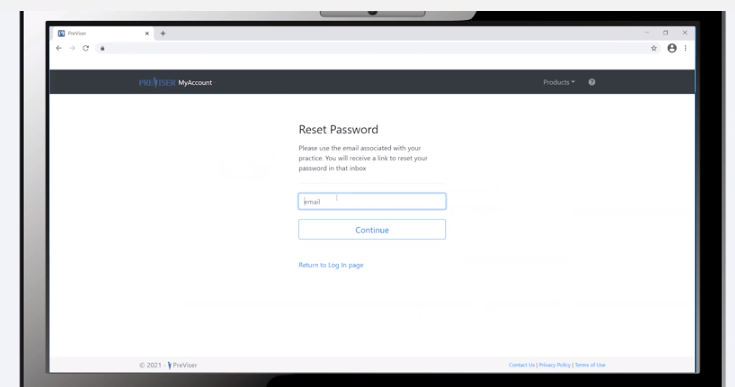 PreViser
PREVISER MyAccount
Products
Reset Password
Please use the email associated with your
practice. You will receive a link to reset your
password in that inbox
email
Continue
Return to Log In page
© 2021 - PreViser
Contact Us | Privacy Policy | Terms of Use